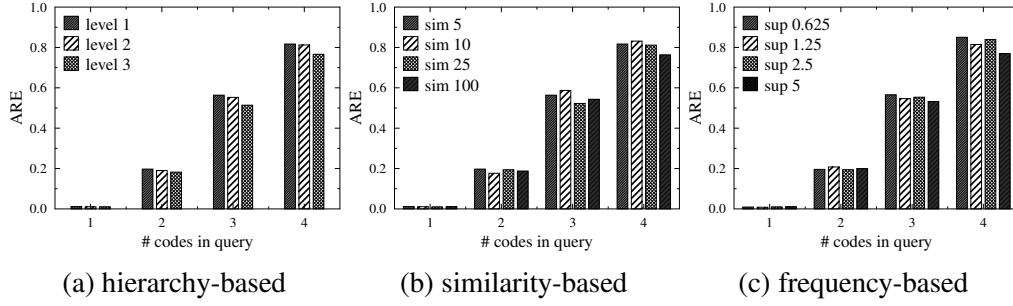 1.0
0.8
0.6
0.4
0.2
0.0
ARE
level 1
level 2
level 3
1 2 3 4
# codes in query
(a) hierarchy-based
1.0
0.8
0.6
0.4
0.2
0.0
ARE
sim 5
sim 10
sim 25
sim 100
1 2 3 4
# codes in query
(b) similarity-based
1.0
0.8
0.6
0.4
0.2
0.0
ARE
sup 0.625
sup 1.25
sup 2.5
sup 5
1 2 3 4
# codes in query
(c) frequency-based